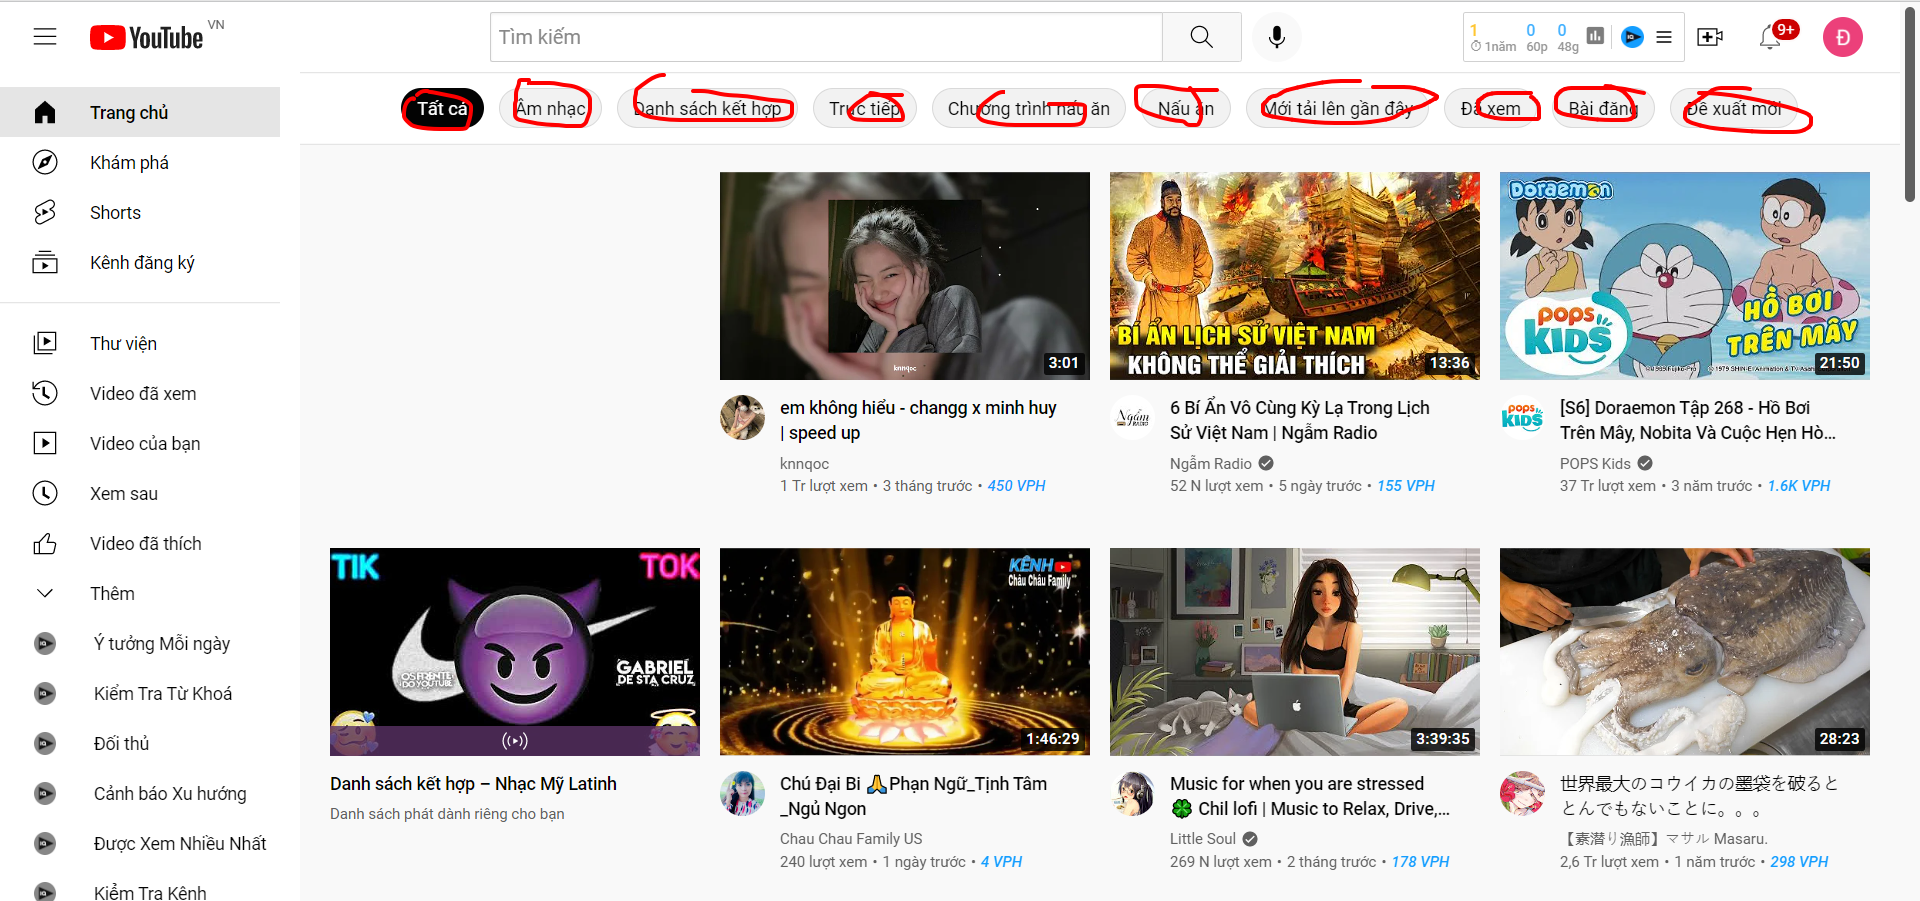 YouTube VN
Tìm kiếm
1 0 0
1năm 60p 48g
9+
Đ
Trang chủ
Khám phá
Shorts
Kênh đăng ký
Thư viện
Video đã xem
Video của bạn
Xem sau
Video đã thích
Thêm
Ý tưởng Mỗi ngày
Kiểm Tra Từ Khoá
Đối thủ
Cảnh báo Xu hướng
Được Xem Nhiều Nhất
Kiểm Tra Kênh
Tất cả Âm nhạc Danh sách kết hợp Trực tiếp Chương trình nấu ăn Nấu ăn Mới tải lên gần đây Đã xem Bài đăng Đề xuất mới
knnqoc
3:01
em không hiểu - changg x minh huy
| speed up
knnqoc
1 Tr lượt xem • 3 tháng trước • 450 VPH
BÍ ẨN LỊCH SỬ VIỆT NAM
KHÔNG THỂ GIẢI THÍCH
13:36
Ngẫm
RADIO
6 Bí Ẩn Vô Cùng Kỳ Lạ Trong Lịch
Sử Việt Nam | Ngẫm Radio
Ngẫm Radio
52 N lượt xem • 5 ngày trước • 155 VPH
DORAEMON
pops
KIDS
HỒ BƠI
TRÊN MÂY
21:50
pops
KIDS
[S6] Doraemon Tập 268 - Hồ Bơi
Trên Mây, Nobita Và Cuộc Hẹn Hò...
POPS Kids
37 Tr lượt xem • 3 năm trước • 1.6K VPH
TIK TOK
OS FRENTE
DO YOUTUBE
GABRIEL
DE STA CRUZ
Danh sách kết hợp – Nhạc Mỹ Latinh
Danh sách phát dành riêng cho bạn
KÊNH
Châu Châu Family
1:46:29
Chú Đại Bi 🙏Phạn Ngữ_Tịnh Tâm
_Ngủ Ngon
Chau Chau Family US
240 lượt xem • 1 ngày trước • 4 VPH
3:39:35
Music for when you are stressed
🍀 Chil lofi | Music to Relax, Drive,...
Little Soul
269 N lượt xem • 2 tháng trước • 178 VPH
28:23
世界最大のコウイカの墨袋を破ると
とんでもないことに。。。
【素潜り漁師】マサル Masaru.
2,6 Tr lượt xem • 1 năm trước • 298 VPH